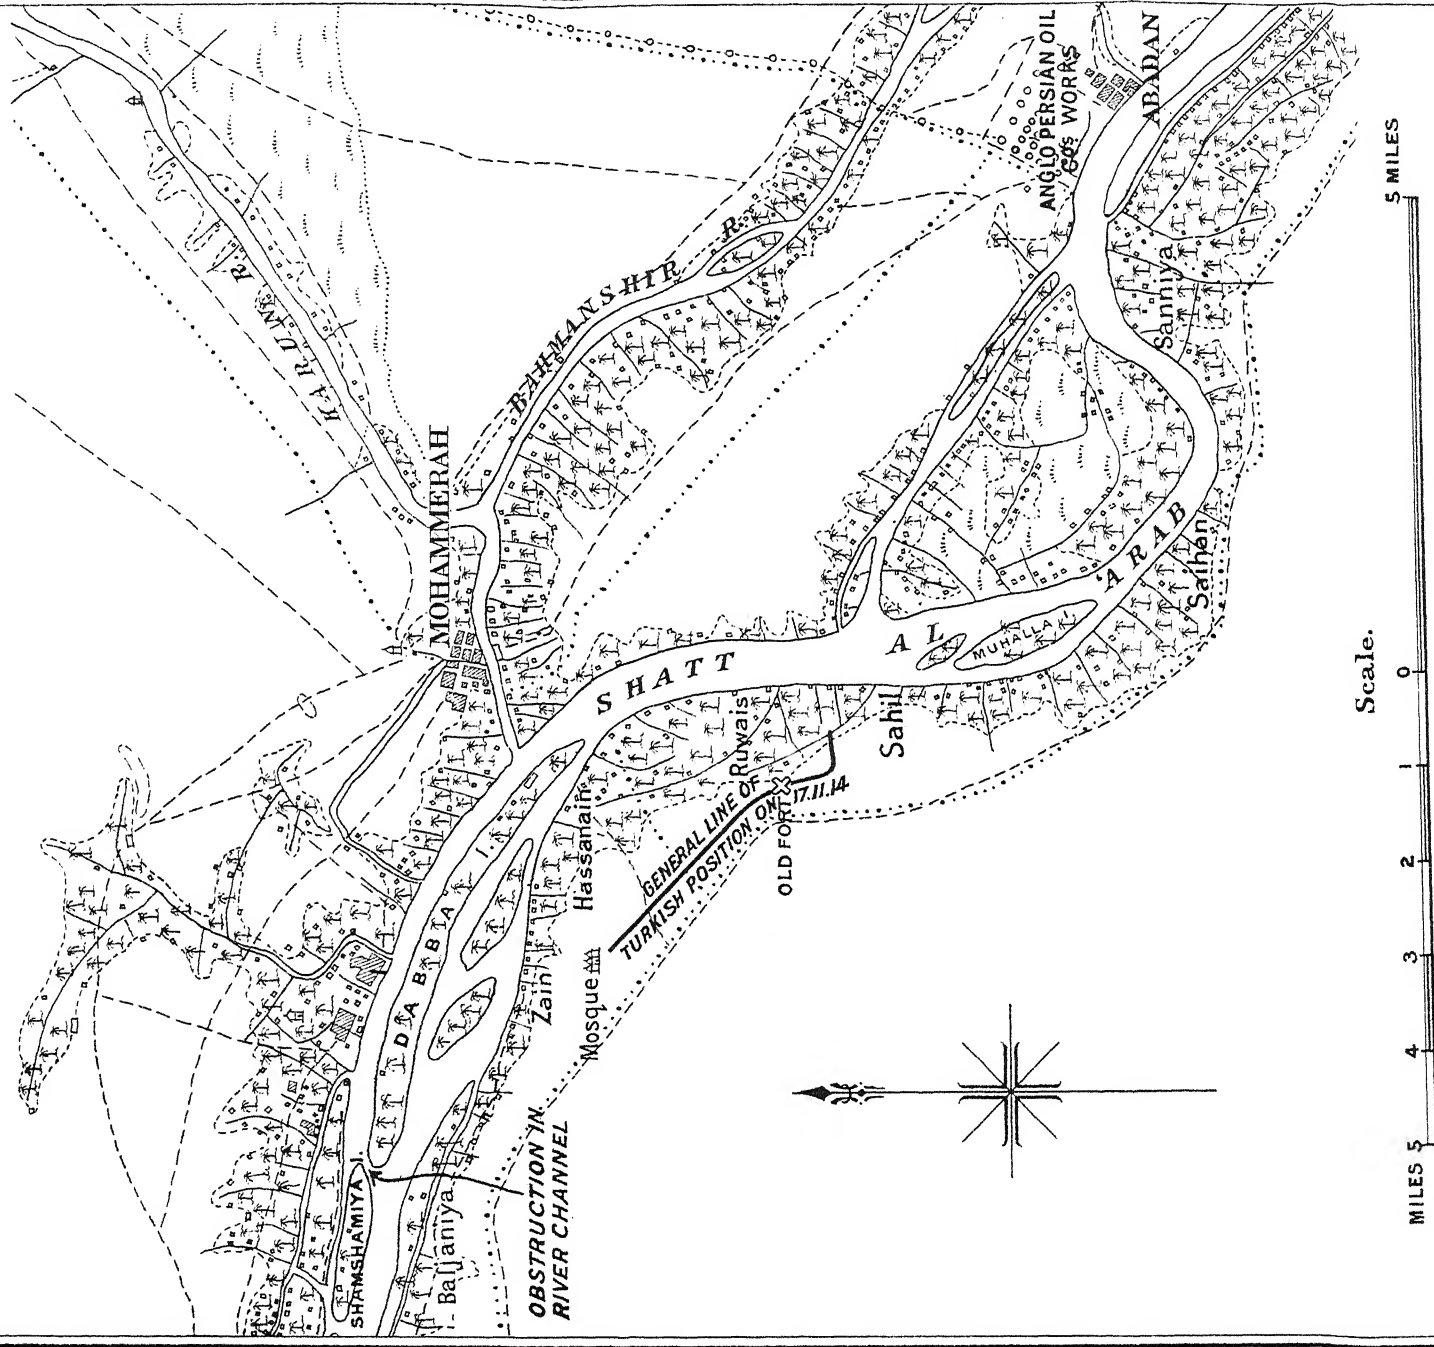 KARUN R.
BAHMANSHIR R.
MOHAMMERAH
ANGLO PERSIAN OIL
Cos WORKS
ABADAN
Sanniya
SHATT AL 'ARAB
MUHALLA I.
Saihan
Sahil
Ruwais
GENERAL LINE OF
TURKISH POSITION ON
17.11.14
OLD FORT
Hassanain
Mosque
Zain
DABBA I.
SHAMSHAMIYA I.
Baljaniya
OBSTRUCTION IN
RIVER CHANNEL
Scale.
MILES 5 4 3 2 1 0 5 MILES